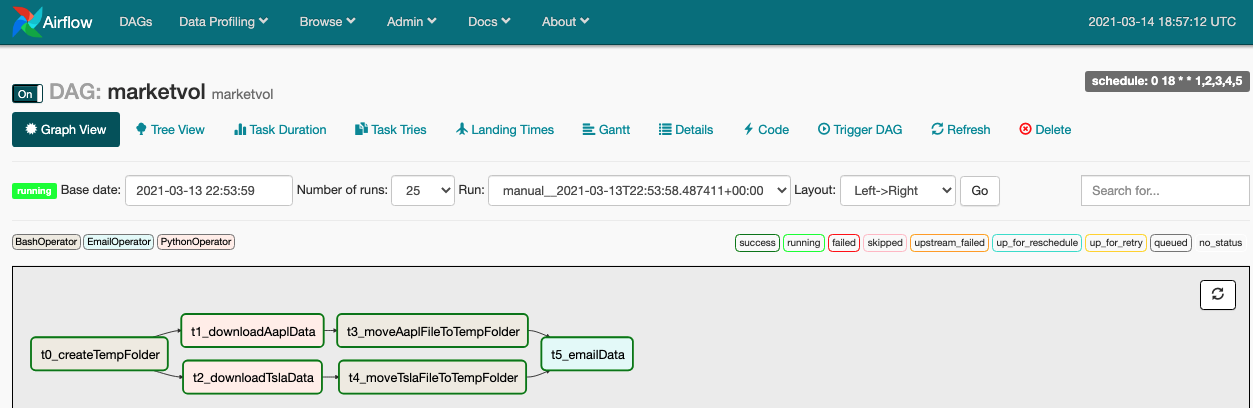 Airflow DAGs Data Profiling Browse Admin Docs About 2021-03-14 18:57:12 UTC
schedule: 0 18 * * 1,2,3,4,5
On DAG: marketvol marketvol
Graph View Tree View Task Duration Task Tries Landing Times Gantt Details Code Trigger DAG Refresh Delete
running Base date: 2021-03-13 22:53:59 Number of runs: 25 Run: manual__2021-03-13T22:53:58.487411+00:00 Layout: Left->Right Go Search for...
BashOperator EmailOperator PythonOperator success running failed skipped upstream_failed up_for_reschedule up_for_retry queued no_status
t1_downloadAaplData t3_moveAaplFileToTempFolder
t0_createTempFolder t5_emailData
t2_downloadTslaData t4_moveTslaFileToTempFolder